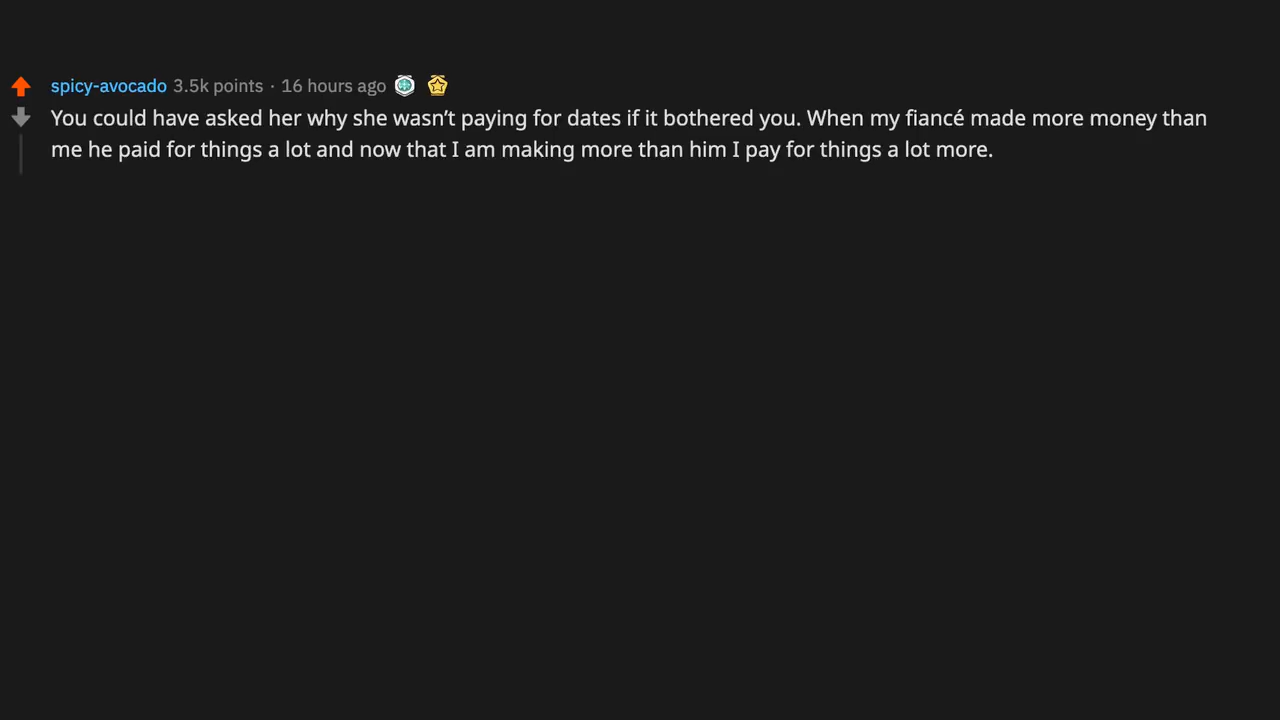 spicy-avocado 3.5k points · 16 hours ago
You could have asked her why she wasn’t paying for dates if it bothered you. When my fiancé made more money than
me he paid for things a lot and now that I am making more than him I pay for things a lot more.